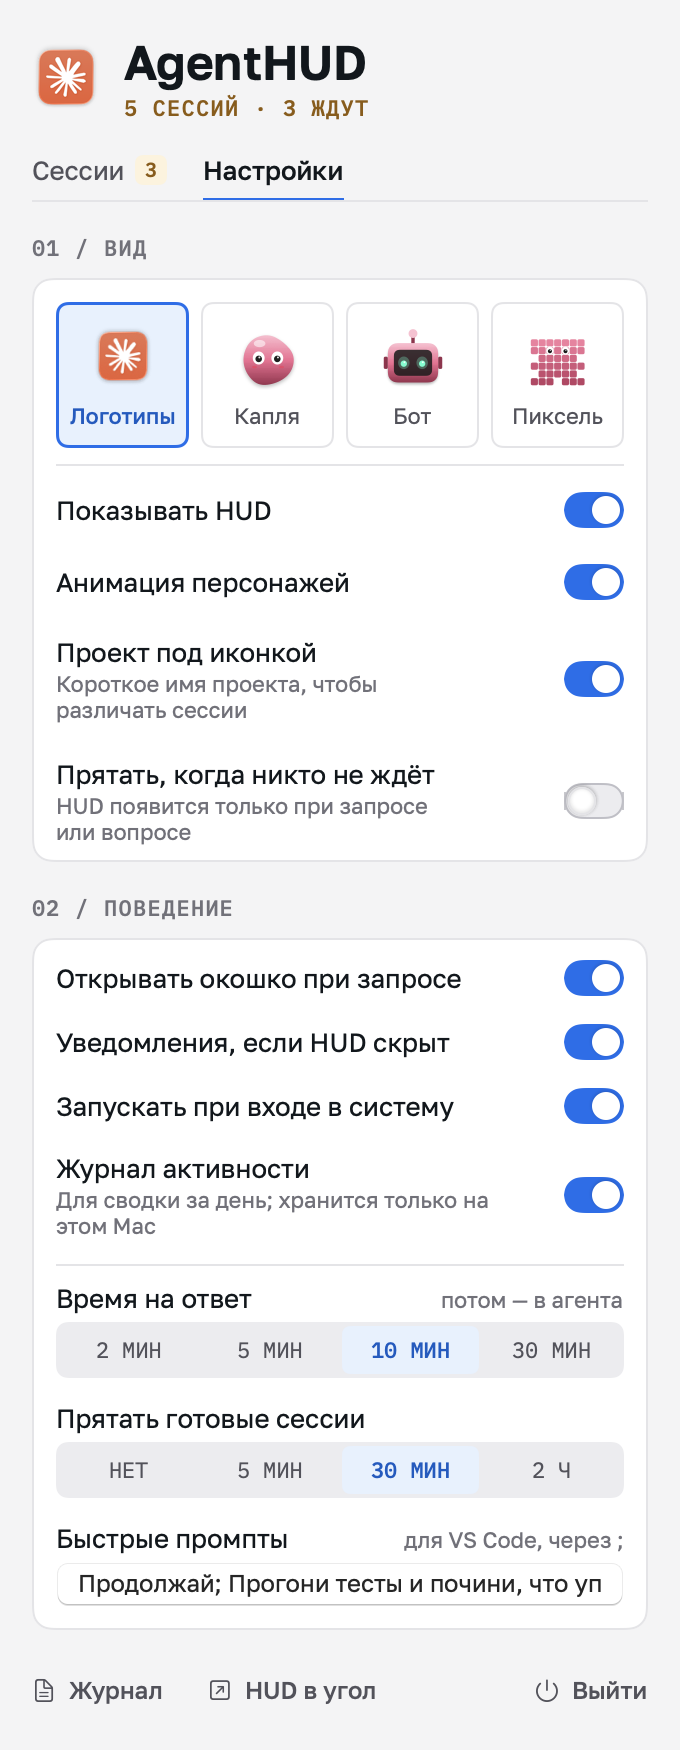 AgentHUD
5 СЕССИЙ · 3 ЖДУТ
Сессии 3 Настройки
01 / ВИД
Логотипы Капля Бот Пиксель
Показывать HUD
Анимация персонажей
Проект под иконкой
Короткое имя проекта, чтобы
различать сессии
Прятать, когда никто не ждёт
HUD появится только при запросе
или вопросе
02 / ПОВЕДЕНИЕ
Открывать окошко при запросе
Уведомления, если HUD скрыт
Запускать при входе в систему
Журнал активности
Для сводки за день; хранится только на
этом Mac
Время на ответ потом — в агента
2 МИН 5 МИН 10 МИН 30 МИН
Прятать готовые сессии
НЕТ 5 МИН 30 МИН 2 Ч
Быстрые промпты для VS Code, через ;
Продолжай; Прогони тесты и почини, что уп
Журнал HUD в угол Выйти